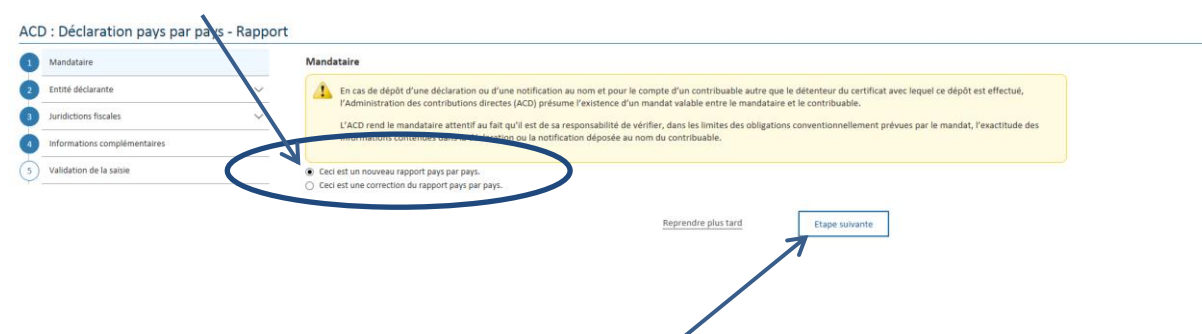 ACD : Déclaration pays par pays - Rapport
1 Mandataire
2 Entité déclarante
3 Juridictions fiscales
4 Informations complémentaires
5 Validation de la saisie
Mandataire
En cas de dépôt d'une déclaration ou d'une notification au nom et pour le compte d'un contribuable autre que le détenteur du certificat avec lequel ce dépôt est effectué,
l'Administration des contributions directes (ACD) présume l'existence d'un mandat valable entre le mandataire et le contribuable.
L'ACD rend le mandataire attentif au fait qu'il est de sa responsabilité de vérifier, dans les limites des obligations conventionnellement prévues par le mandat, l'exactitude des
informations contenues dans la déclaration ou la notification déposée au nom du contribuable.
Ceci est un nouveau rapport pays par pays.
Ceci est une correction du rapport pays par pays.
Reprendre plus tard
Etape suivante